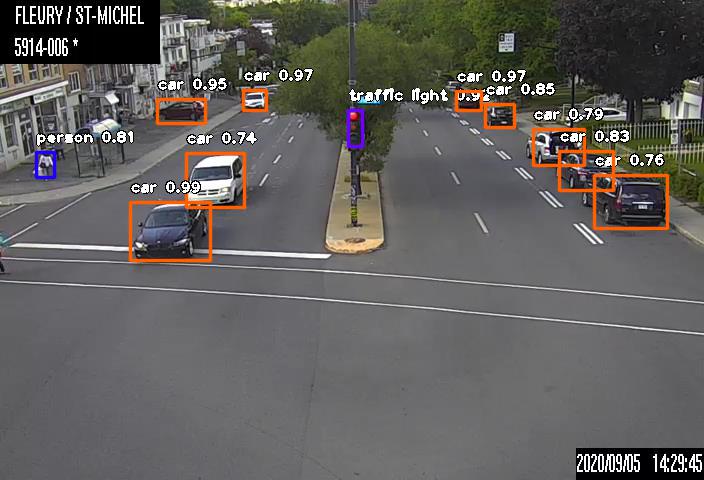 FLEURY / ST-MICHEL
5914-006 *
car 0.95
car 0.97
car 0.97
car 0.85
traffic light 0.92
car 0.79
person 0.81
car 0.74
car 0.83
car 0.76
car 0.99
2020/09/05 14:29:45